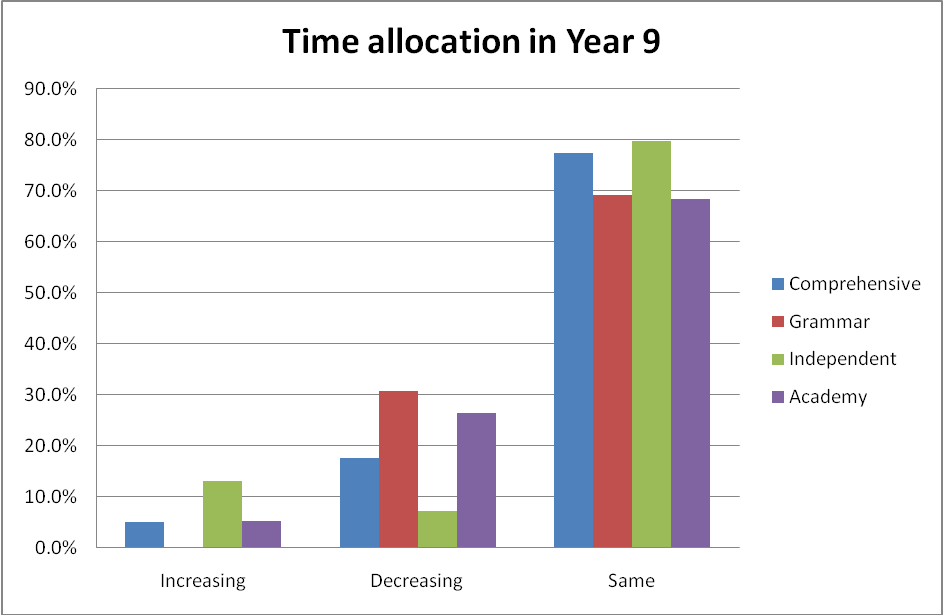 Time allocation in Year 9
90.0%
80.0%
70.0%
60.0%
50.0%
40.0%
30.0%
20.0%
10.0%
0.0%
Increasing
Decreasing
Same
Comprehensive
Grammar
Independent
Academy